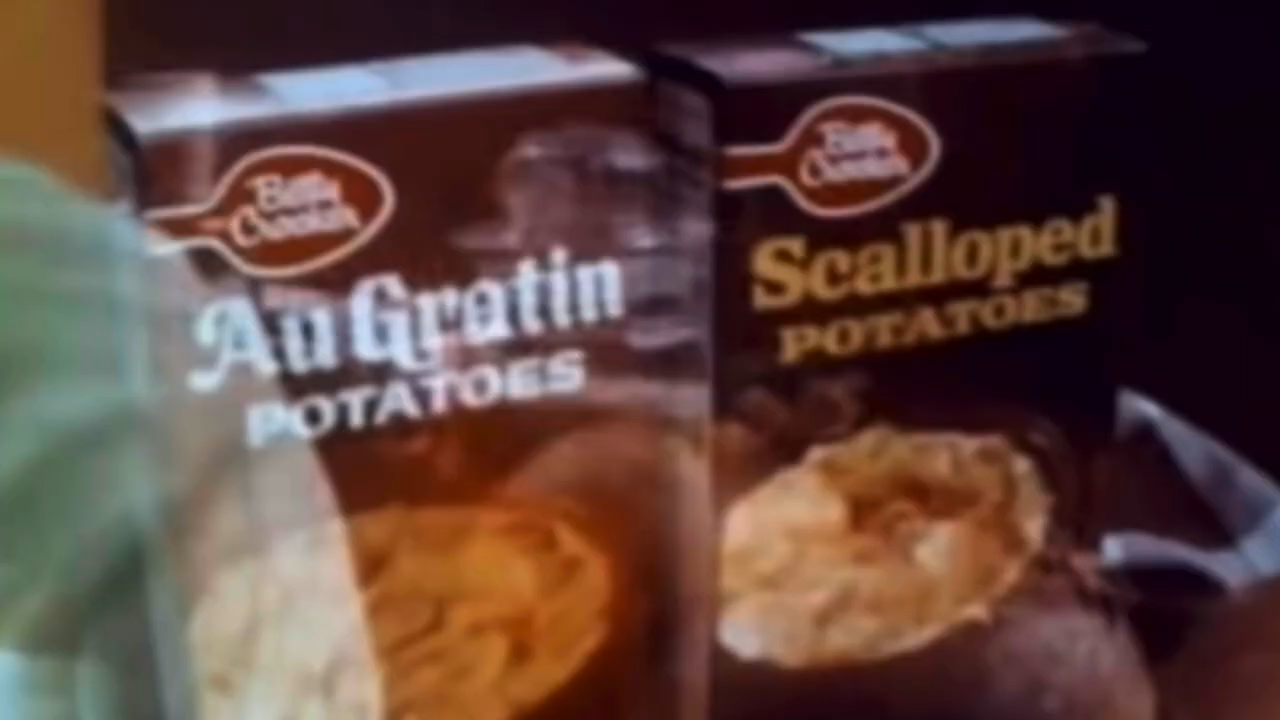 Betty
Crocker
Au Gratin
POTATOES
Betty
Crocker
Scalloped
POTATOES